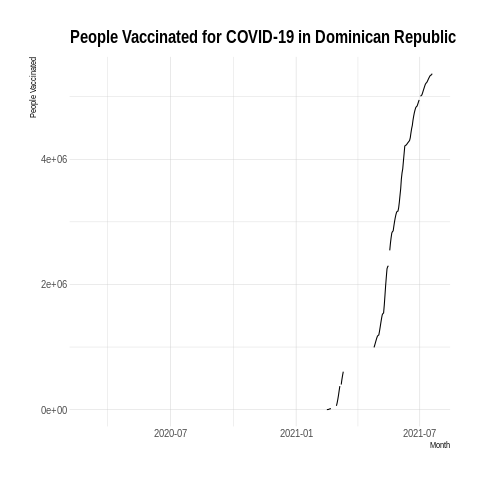 People Vaccinated for COVID-19 in Dominican Republic
People Vaccinated
4e+06
2e+06
0e+00
2020-07
2021-01
2021-07
Month